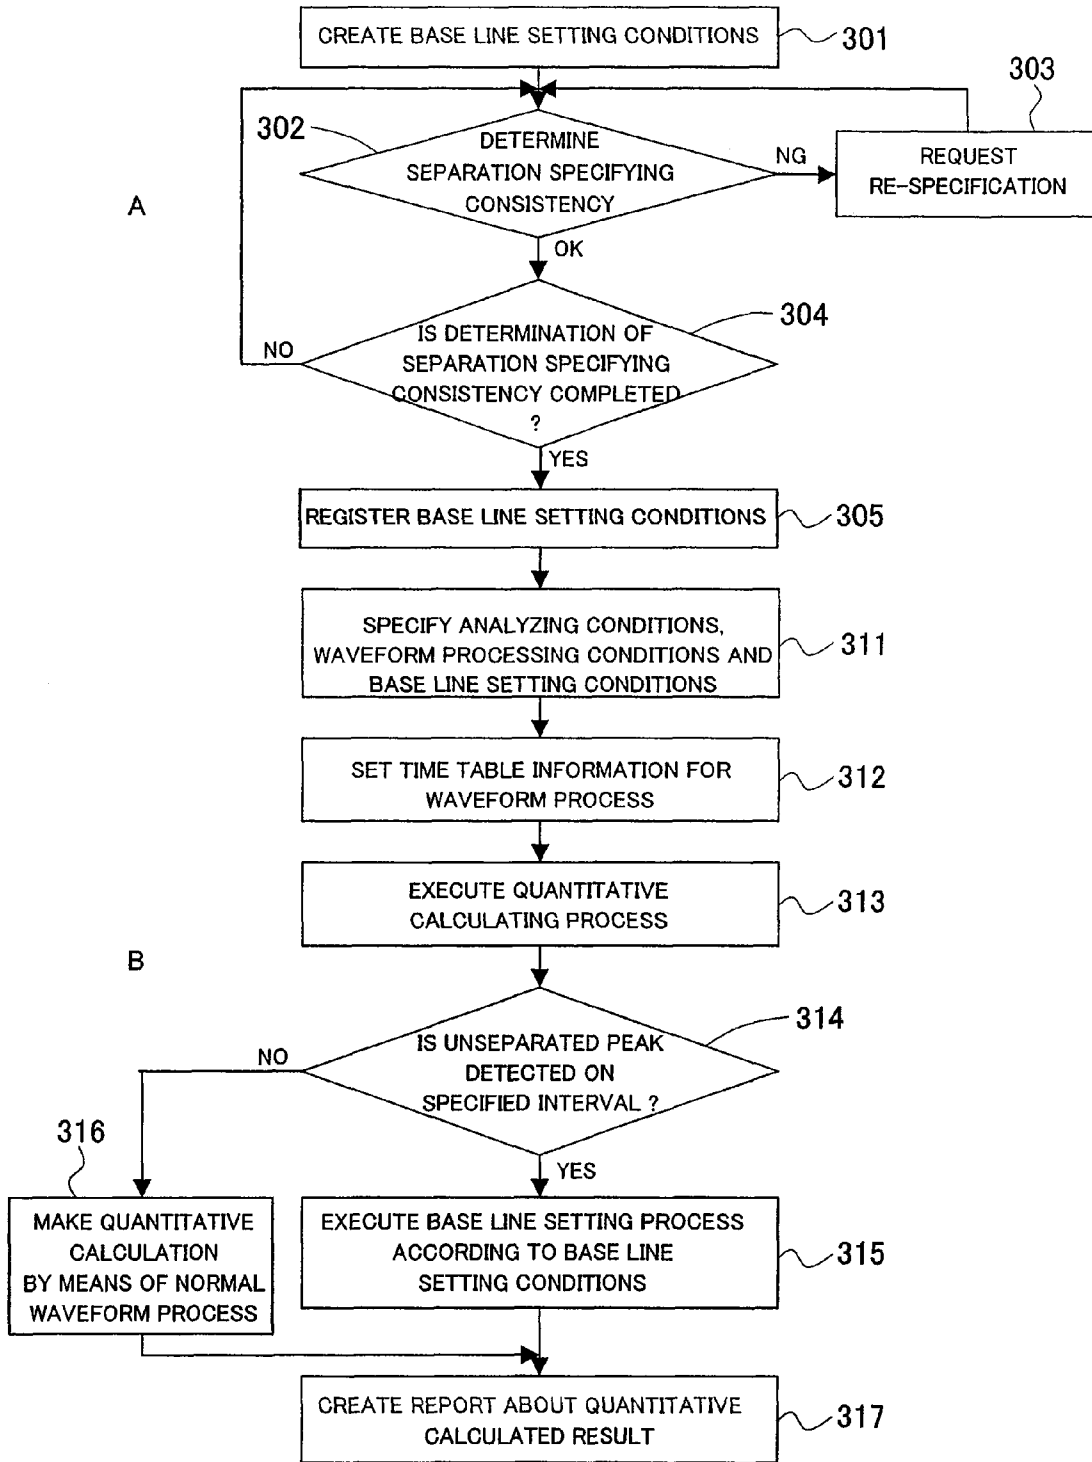 CREATE BASE LINE SETTING CONDITIONS
301
303
302
DETERMINE
SEPARATION SPECIFYING
CONSISTENCY
NG
REQUEST
RE-SPECIFICATION
A
OK
304
IS DETERMINATION OF
SEPARATION SPECIFYING
CONSISTENCY COMPLETED
?
NO
YES
REGISTER BASE LINE SETTING CONDITIONS
305
SPECIFY ANALYZING CONDITIONS,
WAVEFORM PROCESSING CONDITIONS AND
BASE LINE SETTING CONDITIONS
311
SET TIME TABLE INFORMATION FOR
WAVEFORM PROCESS
312
EXECUTE QUANTITATIVE
CALCULATING PROCESS
313
B
314
IS UNSEPARATED PEAK
DETECTED ON
SPECIFIED INTERVAL ?
NO
YES
316
MAKE QUANTITATIVE
CALCULATION
BY MEANS OF NORMAL
WAVEFORM PROCESS
EXECUTE BASE LINE SETTING PROCESS
ACCORDING TO BASE LINE
SETTING CONDITIONS
315
CREATE REPORT ABOUT QUANTITATIVE
CALCULATED RESULT
317